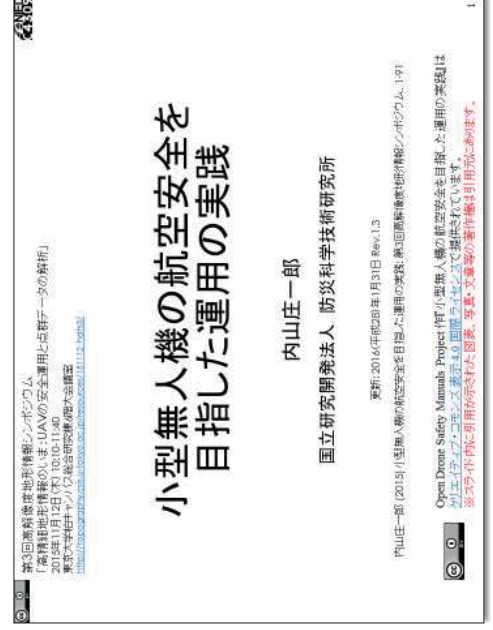 第3回高解像度地形情報シンポジウム
「高精細地形情報のいま：UAVの安全運用と点群データの解析」
2015年11月12日(木) 10:10-11:40
東京大学柏キャンパス総合研究棟6階大会議室
小型無人機の航空安全を
目指した運用の実践
内山庄一郎
国立研究開発法人 防災科学技術研究所
更新: 2016(平成28)年1月31日 Rev.1.3
内山庄一郎 (2015) 小型無人機の航空安全を目指した運用の実践: 第3回高解像度地形情報シンポジウム, 1-91
Open Drone Safety Manuals Project 作『小型無人機の航空安全を目指した運用の実践』は
クリエイティブ・コモンズ 表示 4.0 国際 ライセンスで提供されています。
※スライド内に引用が示された図表、写真・文章等の著作権は引用元にあります。
1